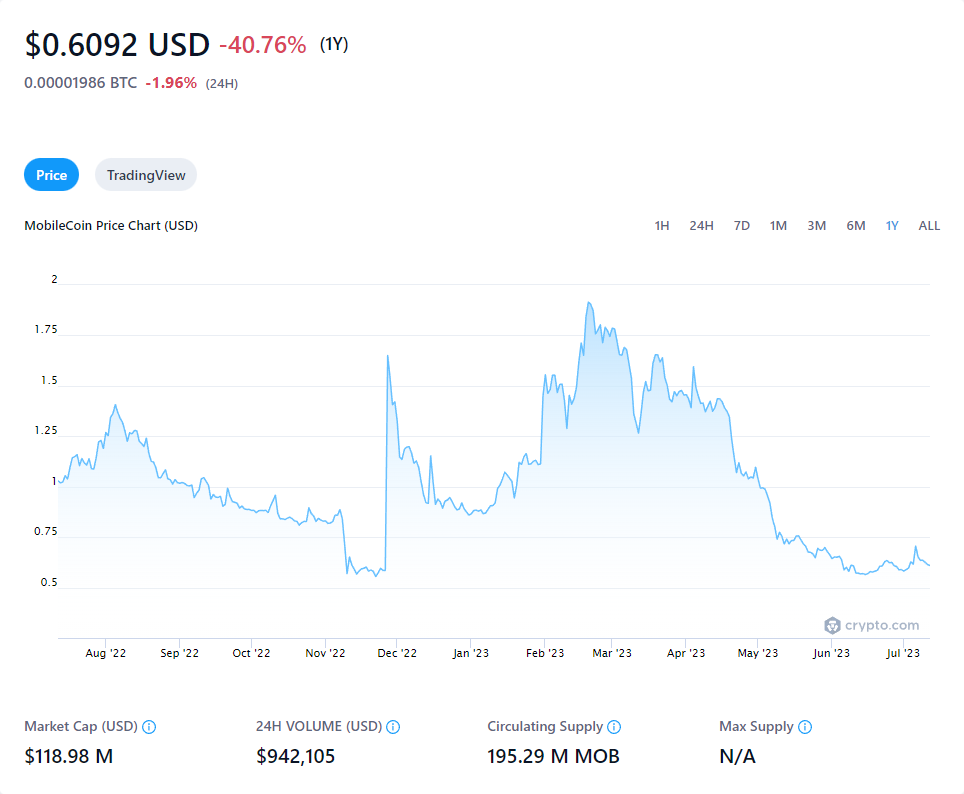 $0.6092 USD -40.76% (1Y)
0.00001986 BTC -1.96% (24H)
Price TradingView
MobileCoin Price Chart (USD) 1H 24H 7D 1M 3M 6M 1Y ALL
2
1.75
1.5
1.25
1
0.75
0.5
crypto.com
Aug '22 Sep '22 Oct '22 Nov '22 Dec '22 Jan '23 Feb '23 Mar '23 Apr '23 May '23 Jun '23 Jul '23
Market Cap (USD) 24H VOLUME (USD) Circulating Supply Max Supply
$118.98 M $942,105 195.29 M MOB N/A